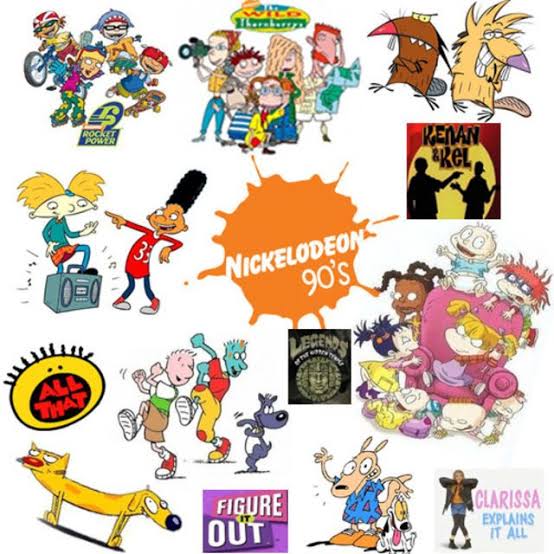 THE
WILD
Thornberrys
ROCKET
POWER
KENAN
& KEL
NICKELODEON
90'S
33
LEGENDS
OF THE HIDDEN TEMPLE
ALL
THAT
FIGURE
IT
OUT
CLARISSA
EXPLAINS
IT ALL